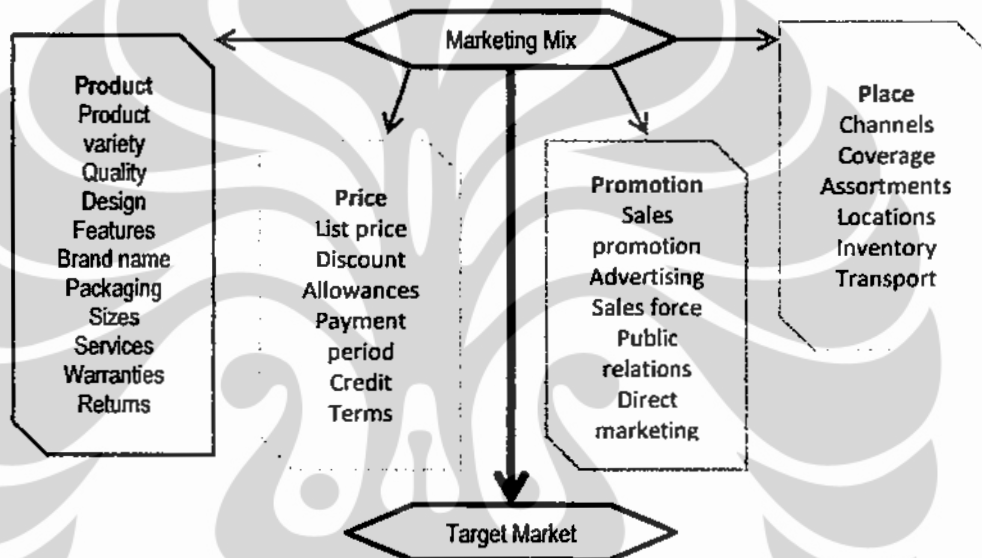 Marketing Mix
Product
Product
variety
Quality
Design
Features
Brand name
Packaging
Sizes
Services
Warranties
Returns
Price
List price
Discount
Allowances
Payment
period
Credit
Terms
Promotion
Sales
promotion
Advertising
Sales force
Public
relations
Direct
marketing
Place
Channels
Coverage
Assortments
Locations
Inventory
Transport
Target Market